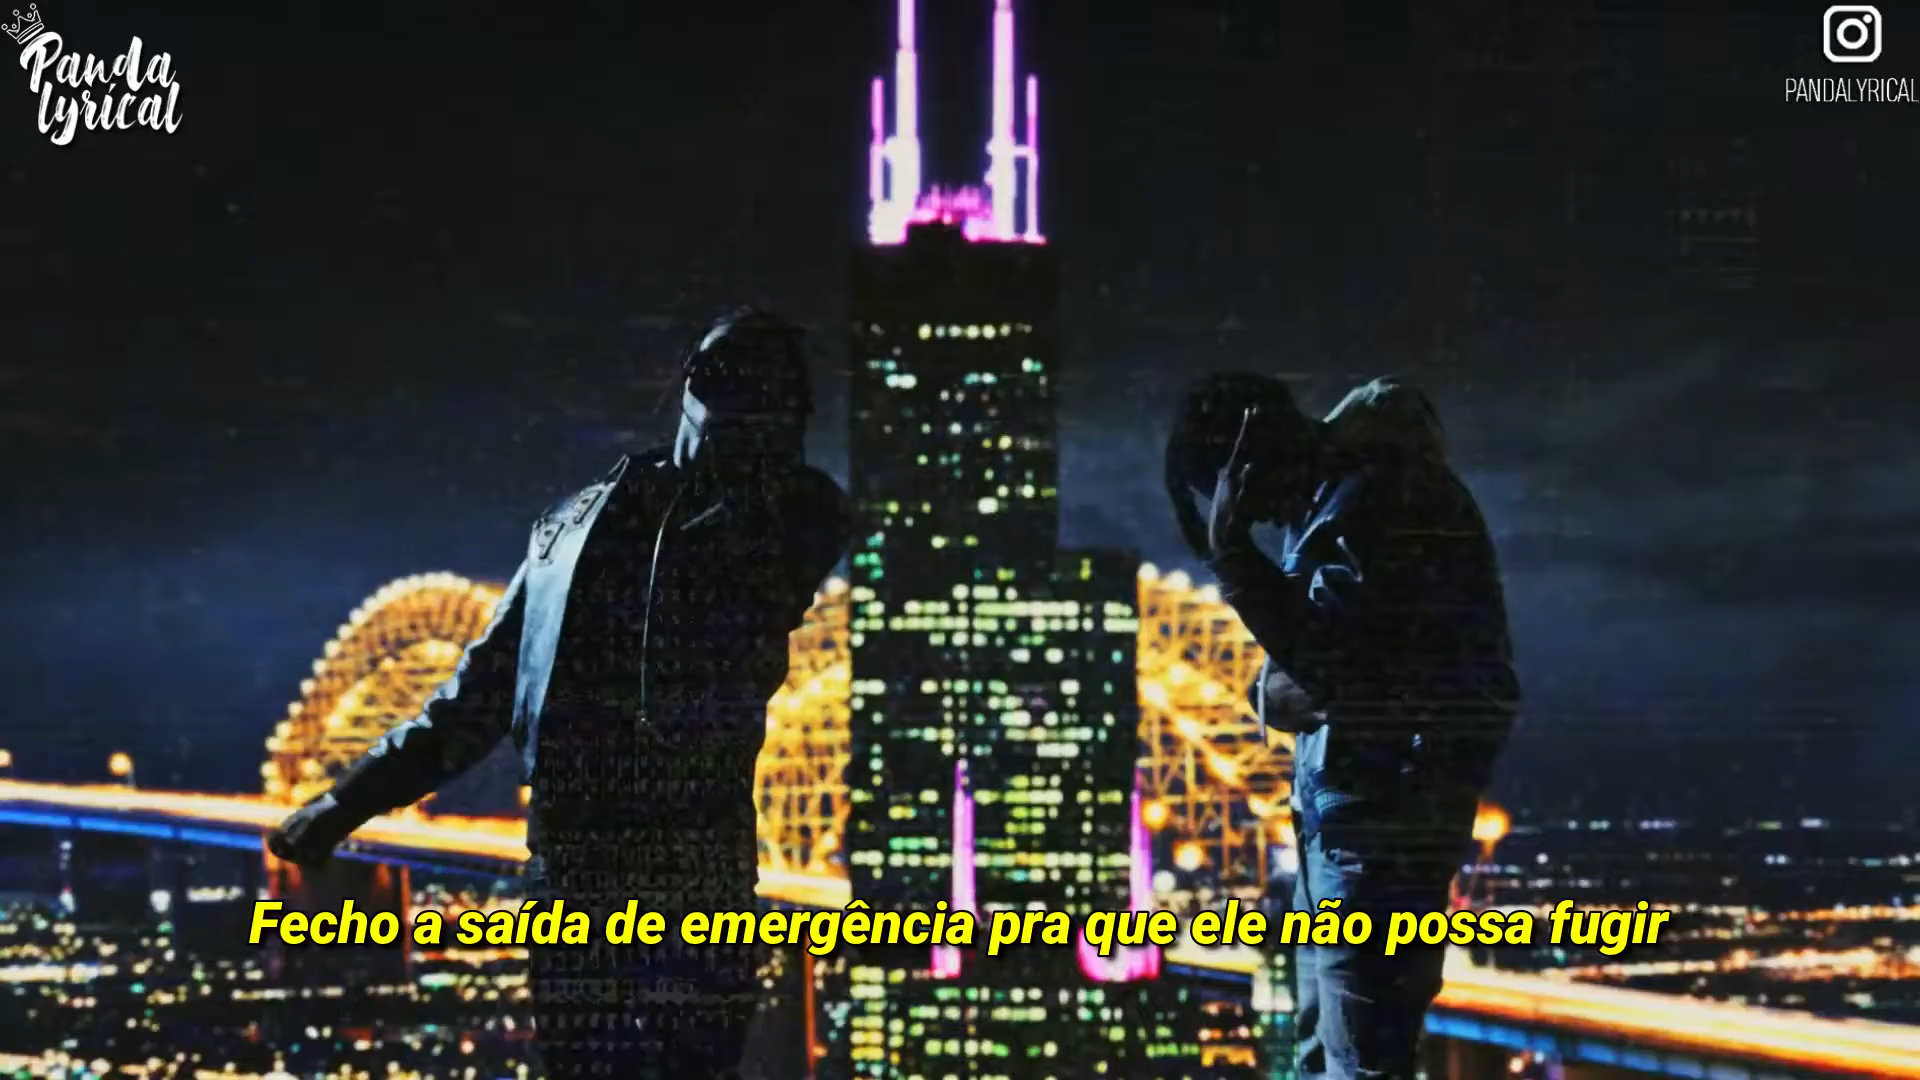 Panda
lyrical
PANDALYRICAL
Fecho a saída de emergência pra que ele não possa fugir